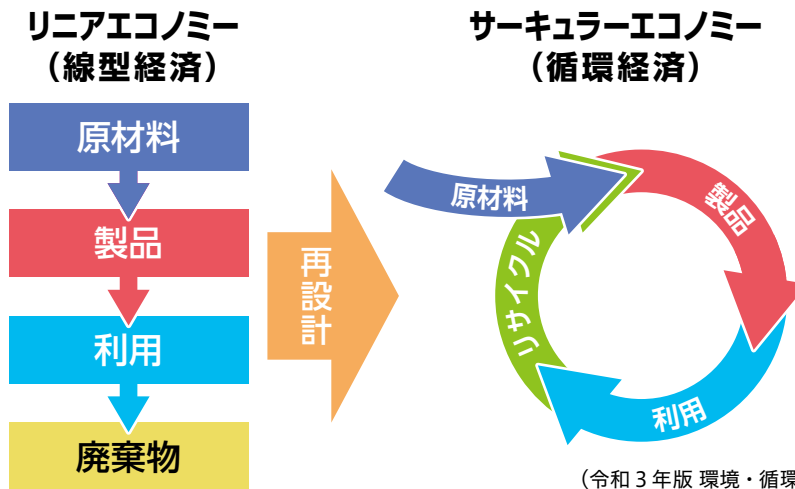 リニアエコノミー
（線型経済）
原材料
製品
利用
廃棄物
再設計
サーキュラーエコノミー
（循環経済）
原材料
製品
利用
リサイクル
（令和３年版 環境・循環